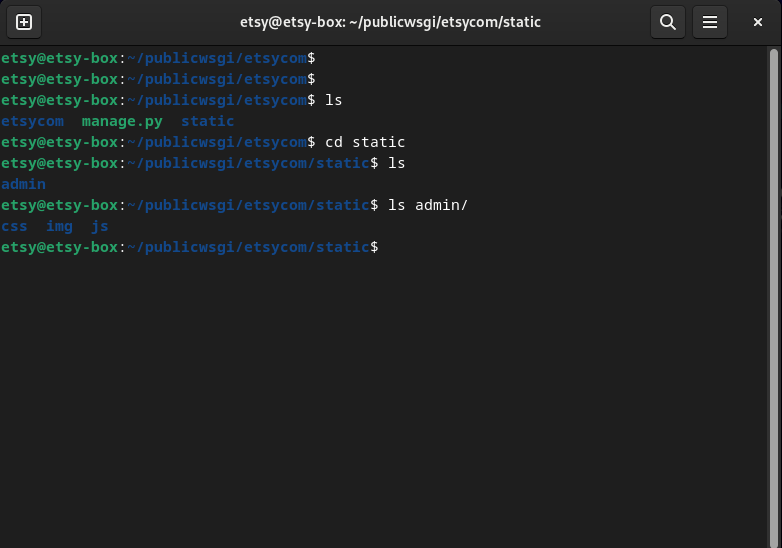 etsy@etsy-box: ~/publicwsgi/etsycom/static
etsy@etsy-box:~/publicwsgi/etsycom$
etsy@etsy-box:~/publicwsgi/etsycom$
etsy@etsy-box:~/publicwsgi/etsycom$ ls
etsycom  manage.py  static
etsy@etsy-box:~/publicwsgi/etsycom$ cd static
etsy@etsy-box:~/publicwsgi/etsycom/static$ ls
admin
etsy@etsy-box:~/publicwsgi/etsycom/static$ ls admin/
css  img  js
etsy@etsy-box:~/publicwsgi/etsycom/static$